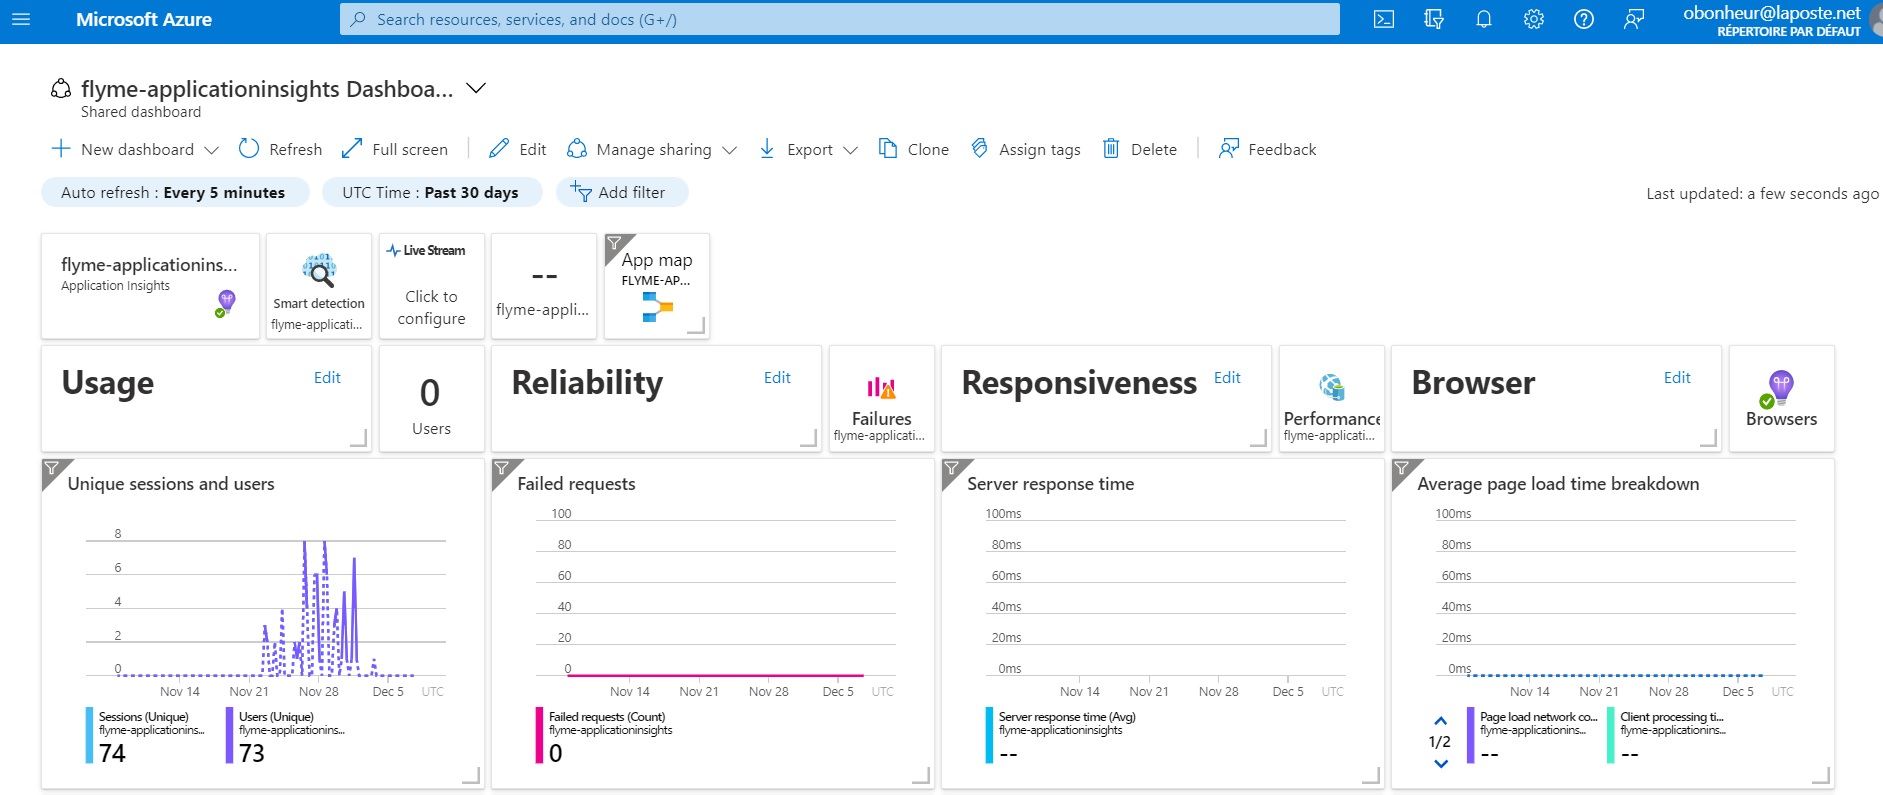 Microsoft Azure
Search resources, services, and docs (G+/)
obonheur@laposte.net
RÉPERTOIRE PAR DÉFAUT
flyme-applicationinsights Dashboa...
Shared dashboard
New dashboard
Refresh
Full screen
Edit
Manage sharing
Export
Clone
Assign tags
Delete
Feedback
Auto refresh : Every 5 minutes
UTC Time : Past 30 days
Add filter
Last updated: a few seconds ago
flyme-applicationins...
Application Insights
Smart detection
flyme-applicati...
Live Stream
Click to
configure
--
flyme-appli...
App map
FLYME-AP...
Usage
Edit
0
Users
Reliability
Edit
Failures
flyme-applicati...
Responsiveness
Edit
Performance
flyme-applicati...
Browser
Edit
Browsers
Unique sessions and users
8
6
4
2
0
Nov 14
Nov 21
Nov 28
Dec 5
UTC
Sessions (Unique)
flyme-applicationins...
74
Users (Unique)
flyme-applicationins...
73
Failed requests
100
80
60
40
20
0
Nov 14
Nov 21
Nov 28
Dec 5
UTC
Failed requests (Count)
flyme-applicationinsights
0
Server response time
100ms
80ms
60ms
40ms
20ms
0ms
Nov 14
Nov 21
Nov 28
Dec 5
UTC
Server response time (Avg)
flyme-applicationinsights
--
Average page load time breakdown
100ms
80ms
60ms
40ms
20ms
0ms
Nov 14
Nov 21
Nov 28
Dec 5
UTC
1/2
Page load network co...
flyme-applicationins...
--
Client processing ti...
flyme-applicationins...
--